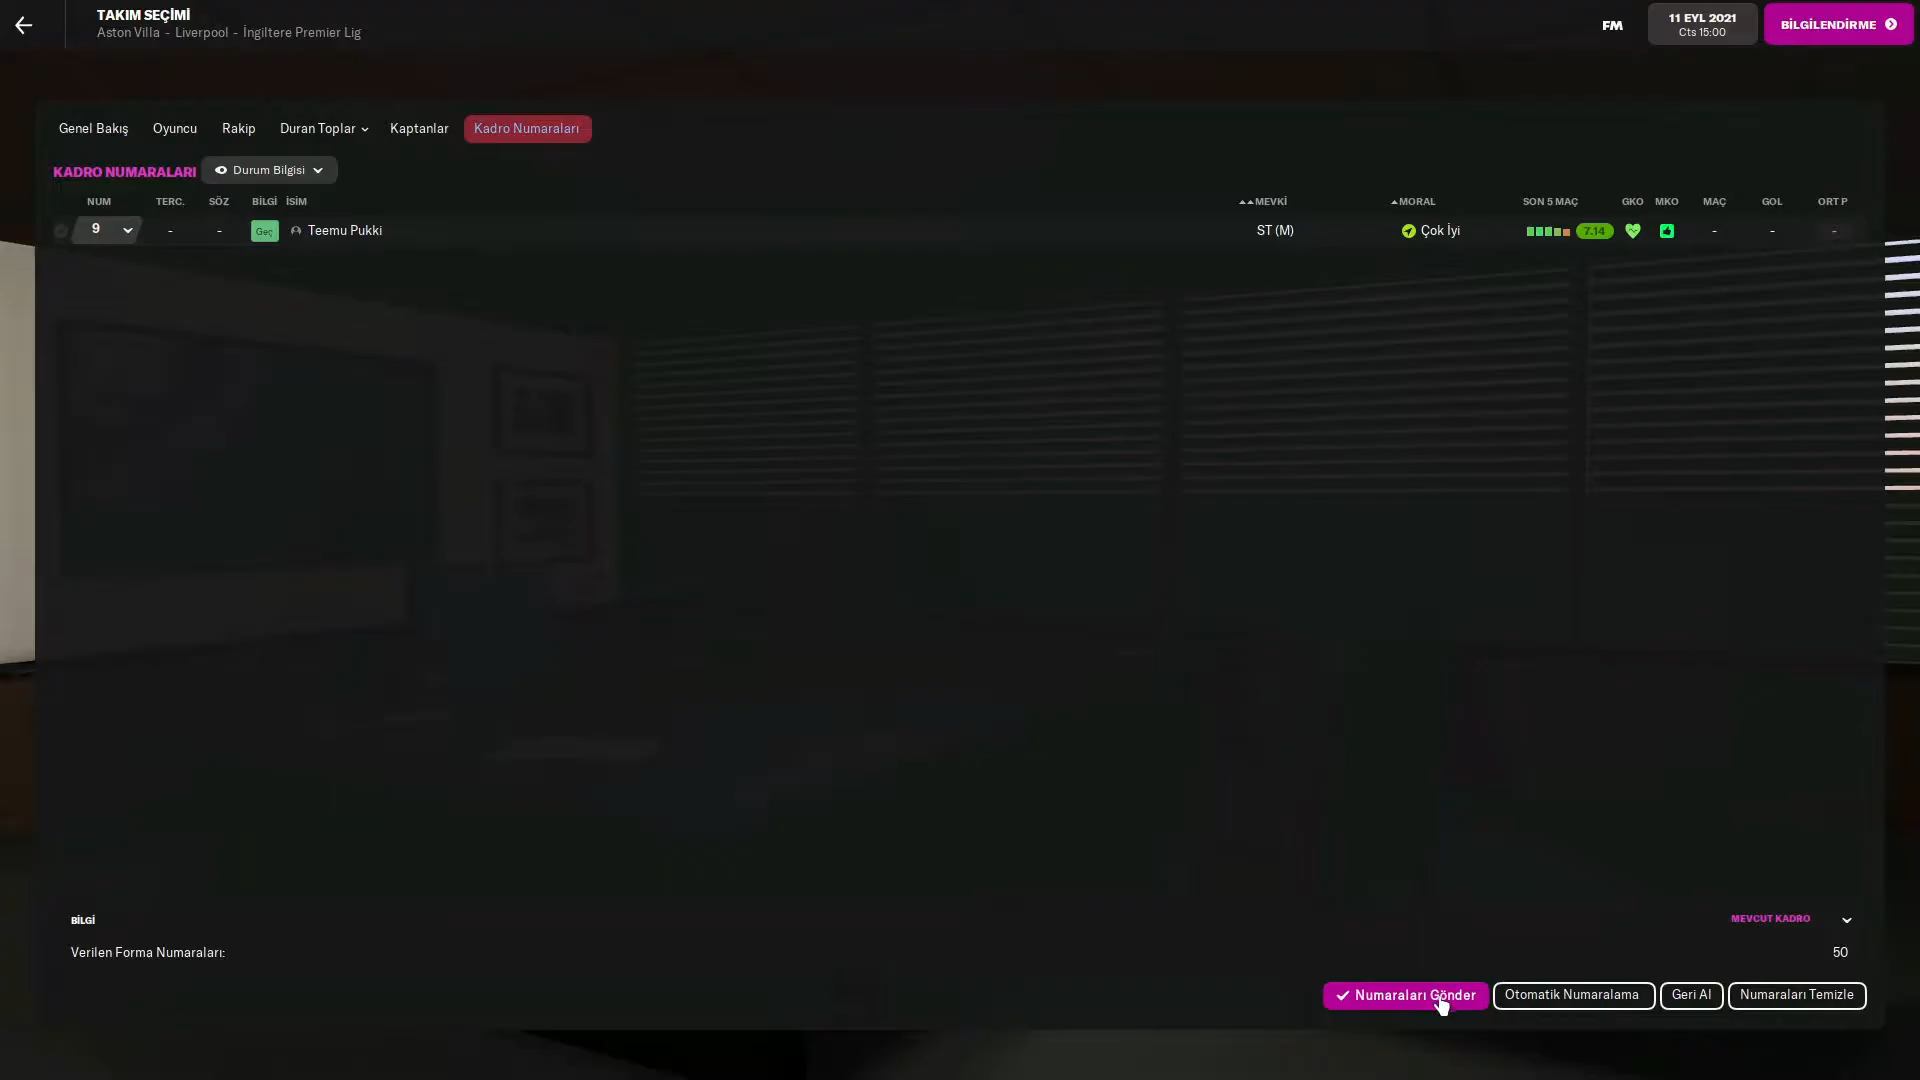 TAKIM SEÇİMİ
Aston Villa - Liverpool - İngiltere Premier Lig
FM
11 EYL 2021
Cts 15:00
BİLGİLENDİRME
Genel Bakış Oyuncu Rakip Duran Toplar Kaptanlar Kadro Numaraları
KADRO NUMARALARI Durum Bilgisi
NUM TERC. SÖZ BİLGİ İSİM MEVKİ MORAL SON 5 MAÇ GKO MKO MAÇ GOL ORT P
9 - - Geç Teemu Pukki ST (M) Çok İyi 7.14 - - -
BİLGİ MEVCUT KADRO
Verilen Forma Numaraları: 50
Numaraları Gönder Otomatik Numaralama Geri Al Numaraları Temizle